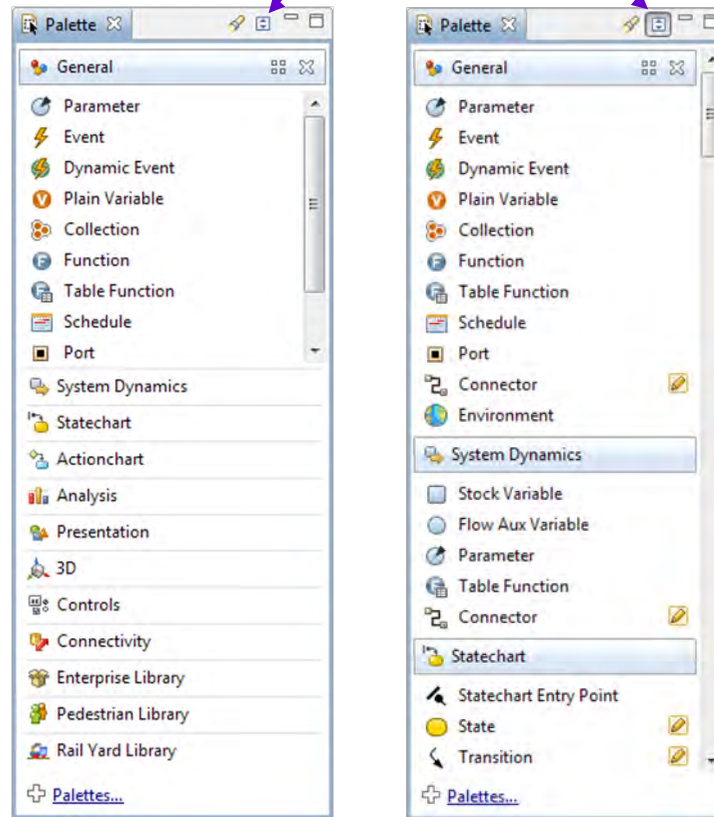 Palette
General
Parameter
Event
Dynamic Event
Plain Variable
Collection
Function
Table Function
Schedule
Port
System Dynamics
Statechart
Actionchart
Analysis
Presentation
3D
Controls
Connectivity
Enterprise Library
Pedestrian Library
Rail Yard Library
Palettes...
Palette
General
Parameter
Event
Dynamic Event
Plain Variable
Collection
Function
Table Function
Schedule
Port
Connector
Environment
System Dynamics
Stock Variable
Flow Aux Variable
Parameter
Table Function
Connector
Statechart
Statechart Entry Point
State
Transition
Palettes...